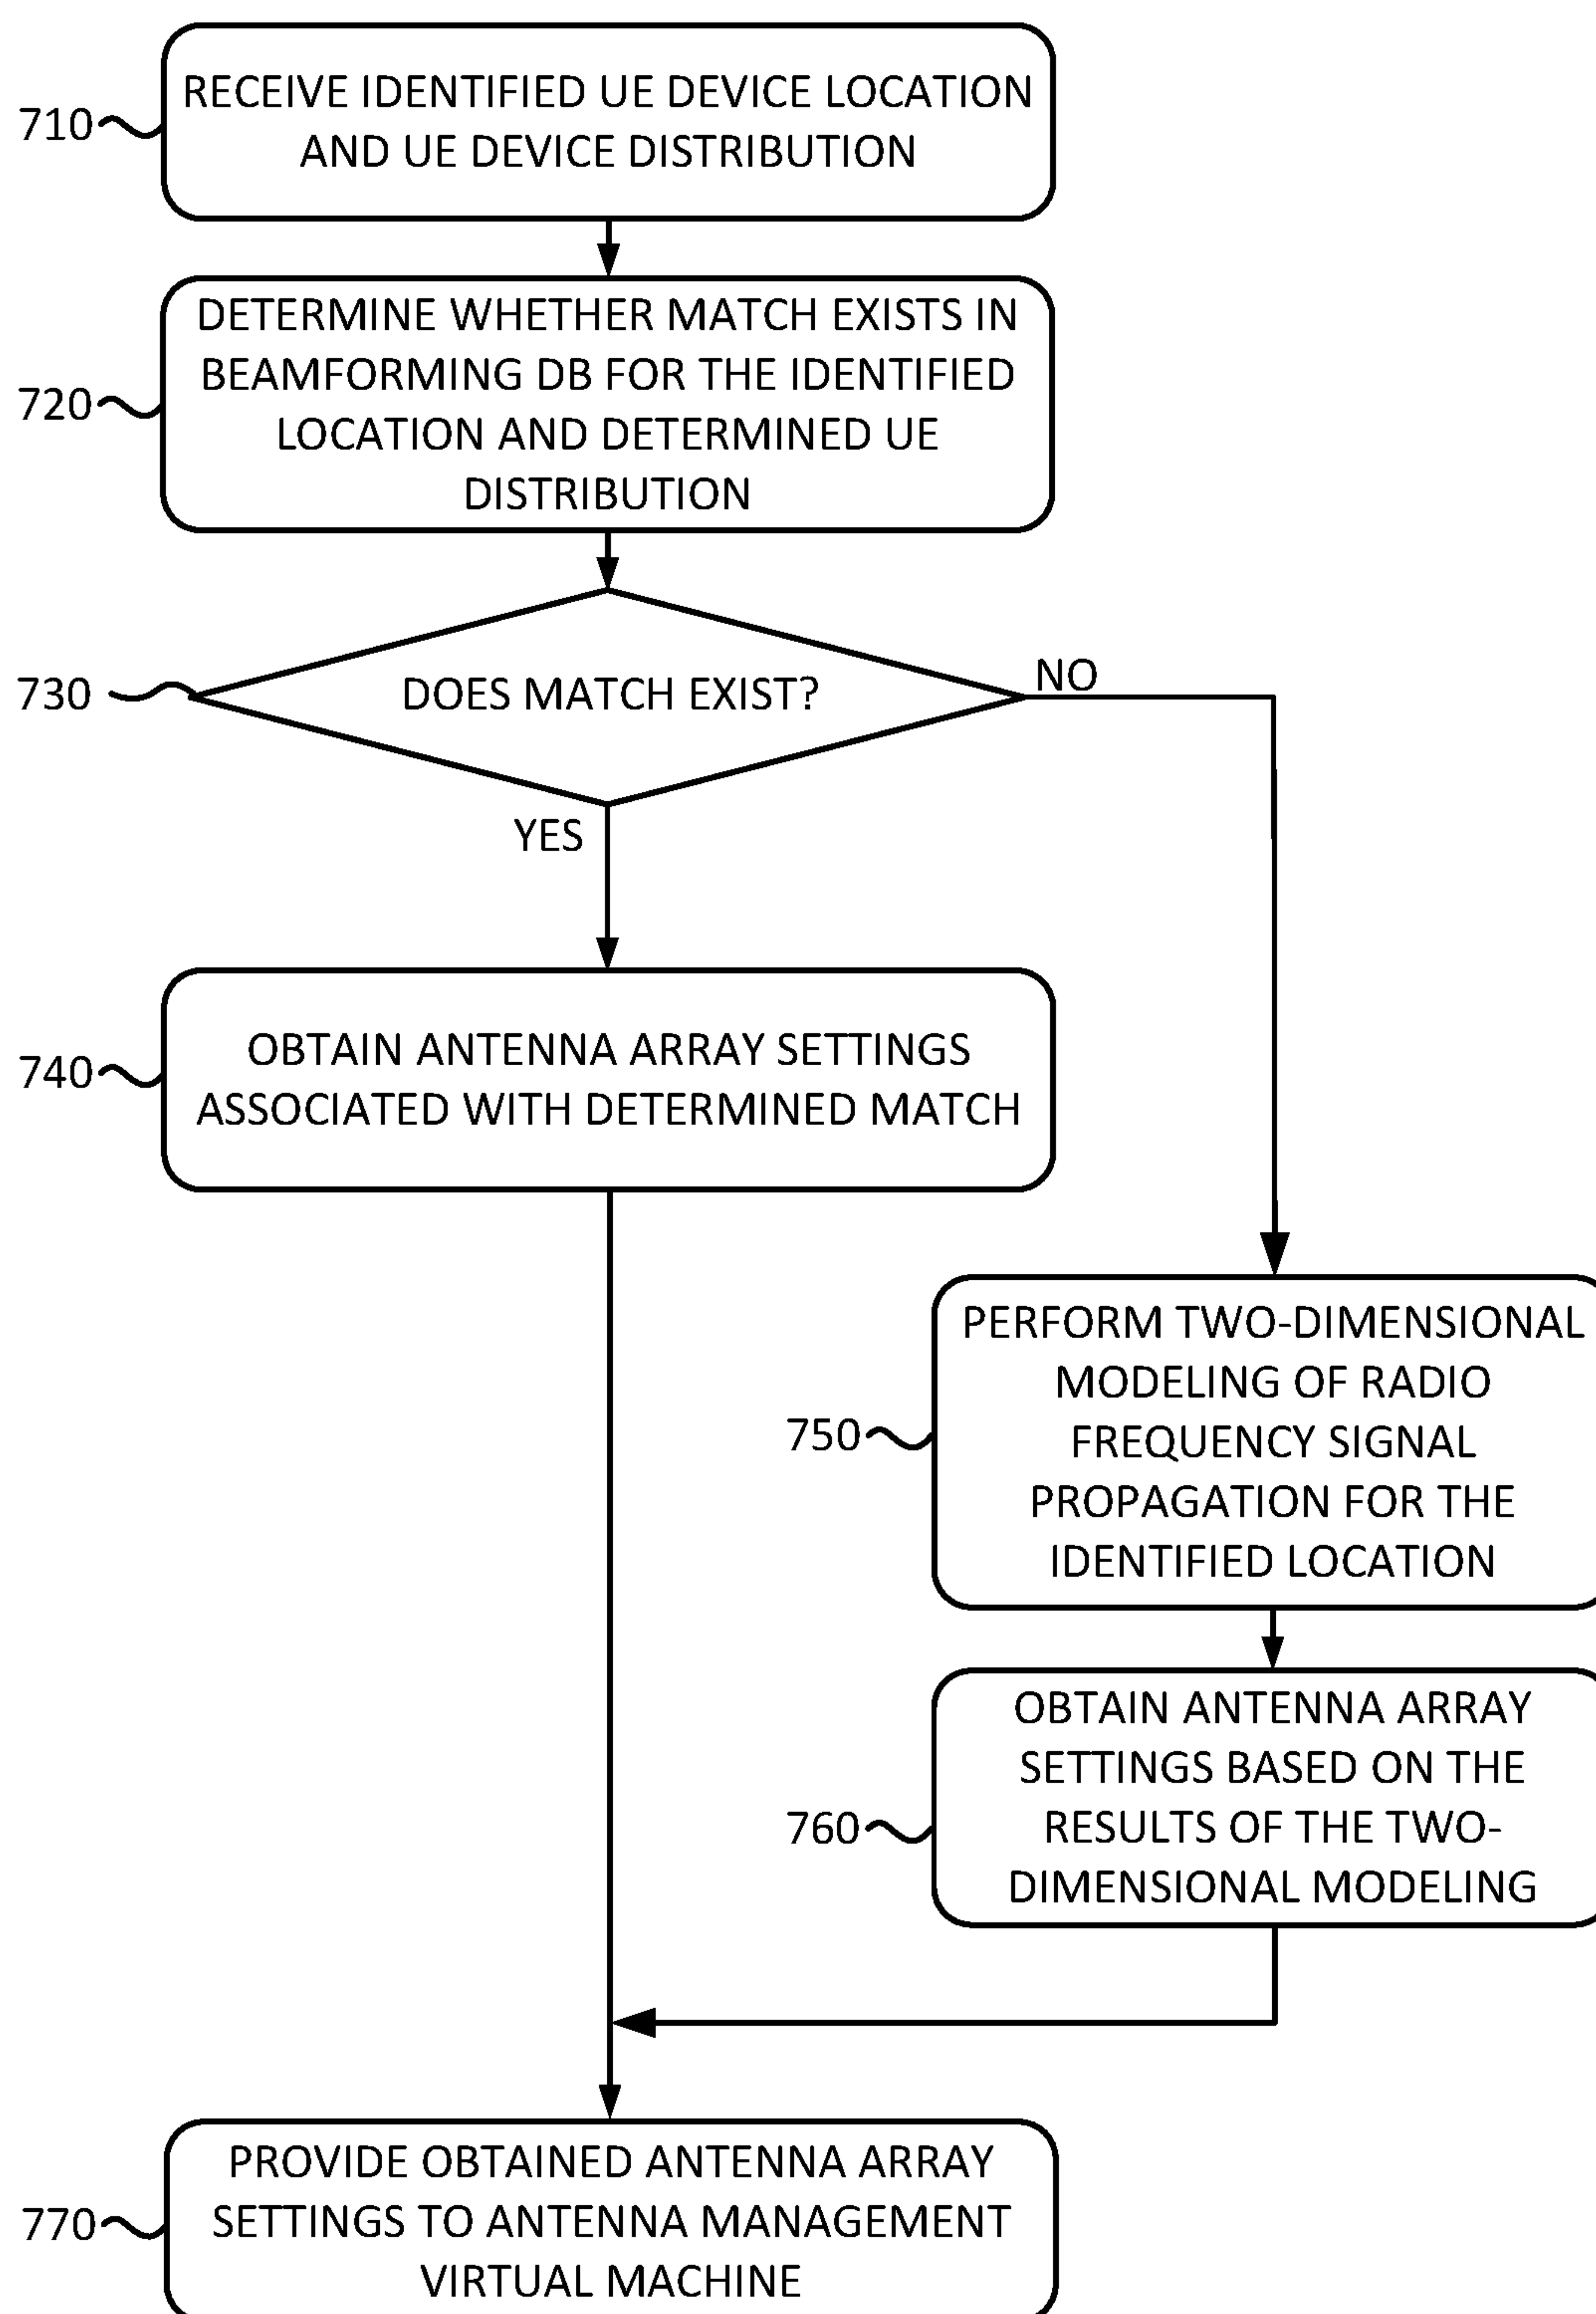 710
RECEIVE IDENTIFIED UE DEVICE LOCATION
AND UE DEVICE DISTRIBUTION
720
DETERMINE WHETHER MATCH EXISTS IN
BEAMFORMING DB FOR THE IDENTIFIED
LOCATION AND DETERMINED UE
DISTRIBUTION
730
DOES MATCH EXIST?
NO
YES
740
OBTAIN ANTENNA ARRAY SETTINGS
ASSOCIATED WITH DETERMINED MATCH
750
PERFORM TWO-DIMENSIONAL
MODELING OF RADIO
FREQUENCY SIGNAL
PROPAGATION FOR THE
IDENTIFIED LOCATION
760
OBTAIN ANTENNA ARRAY
SETTINGS BASED ON THE
RESULTS OF THE TWO-
DIMENSIONAL MODELING
770
PROVIDE OBTAINED ANTENNA ARRAY
SETTINGS TO ANTENNA MANAGEMENT
VIRTUAL MACHINE